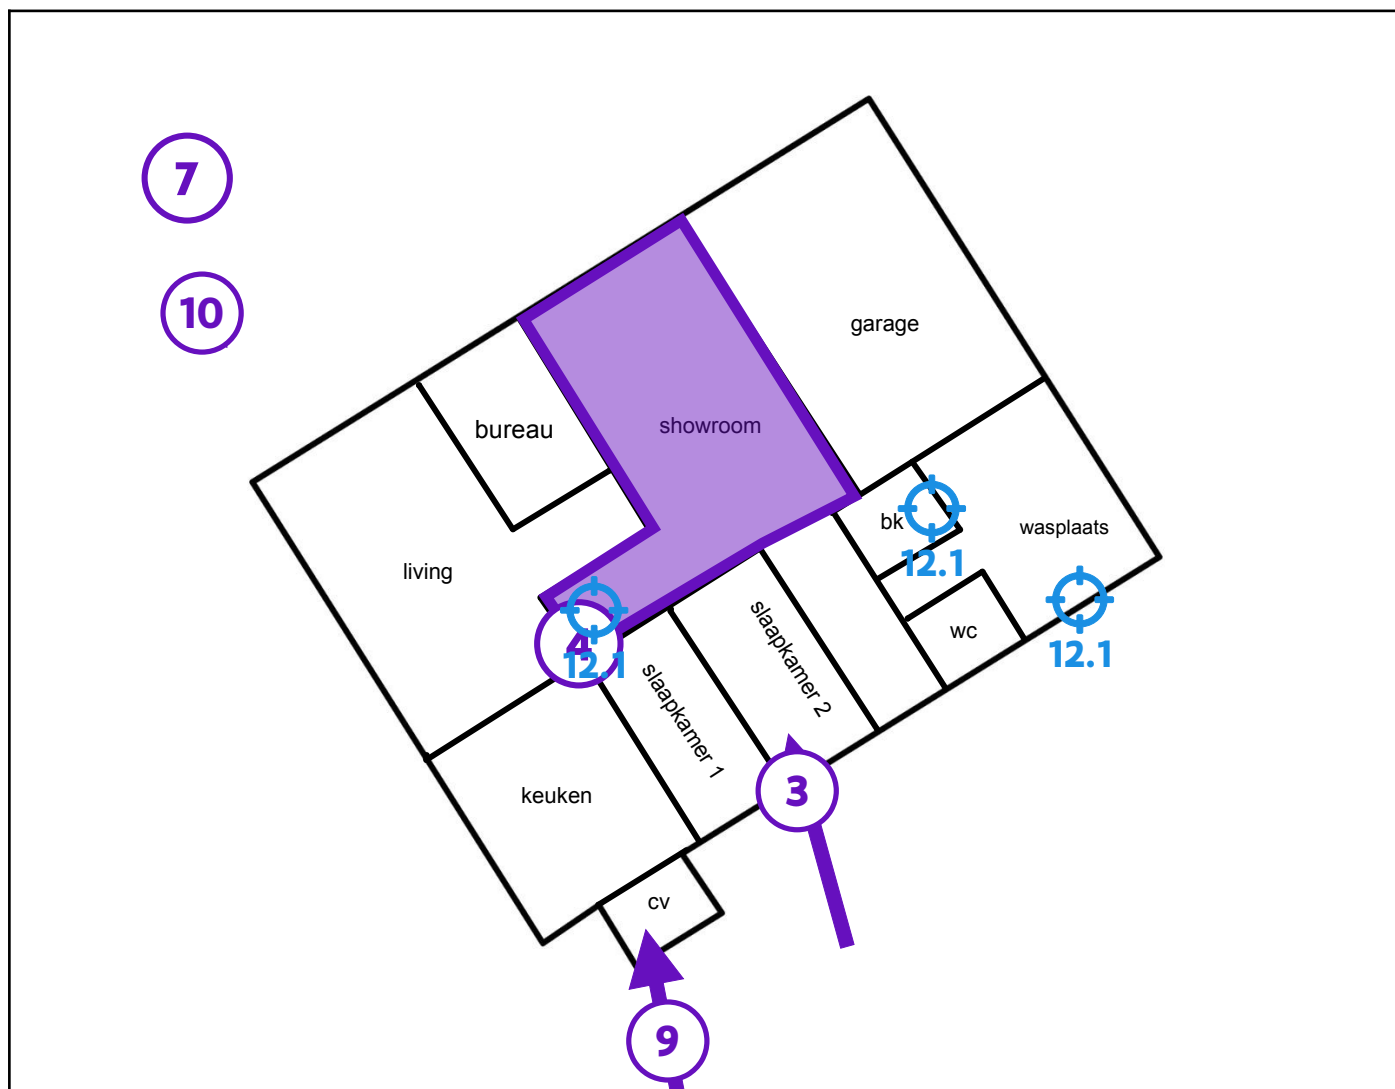 7
10
garage
bureau
showroom
bk
wasplaats
12.1
living
wc
4
12.1
12.1
slaapkamer 1
slaapkamer 2
keuken
3
cv
9